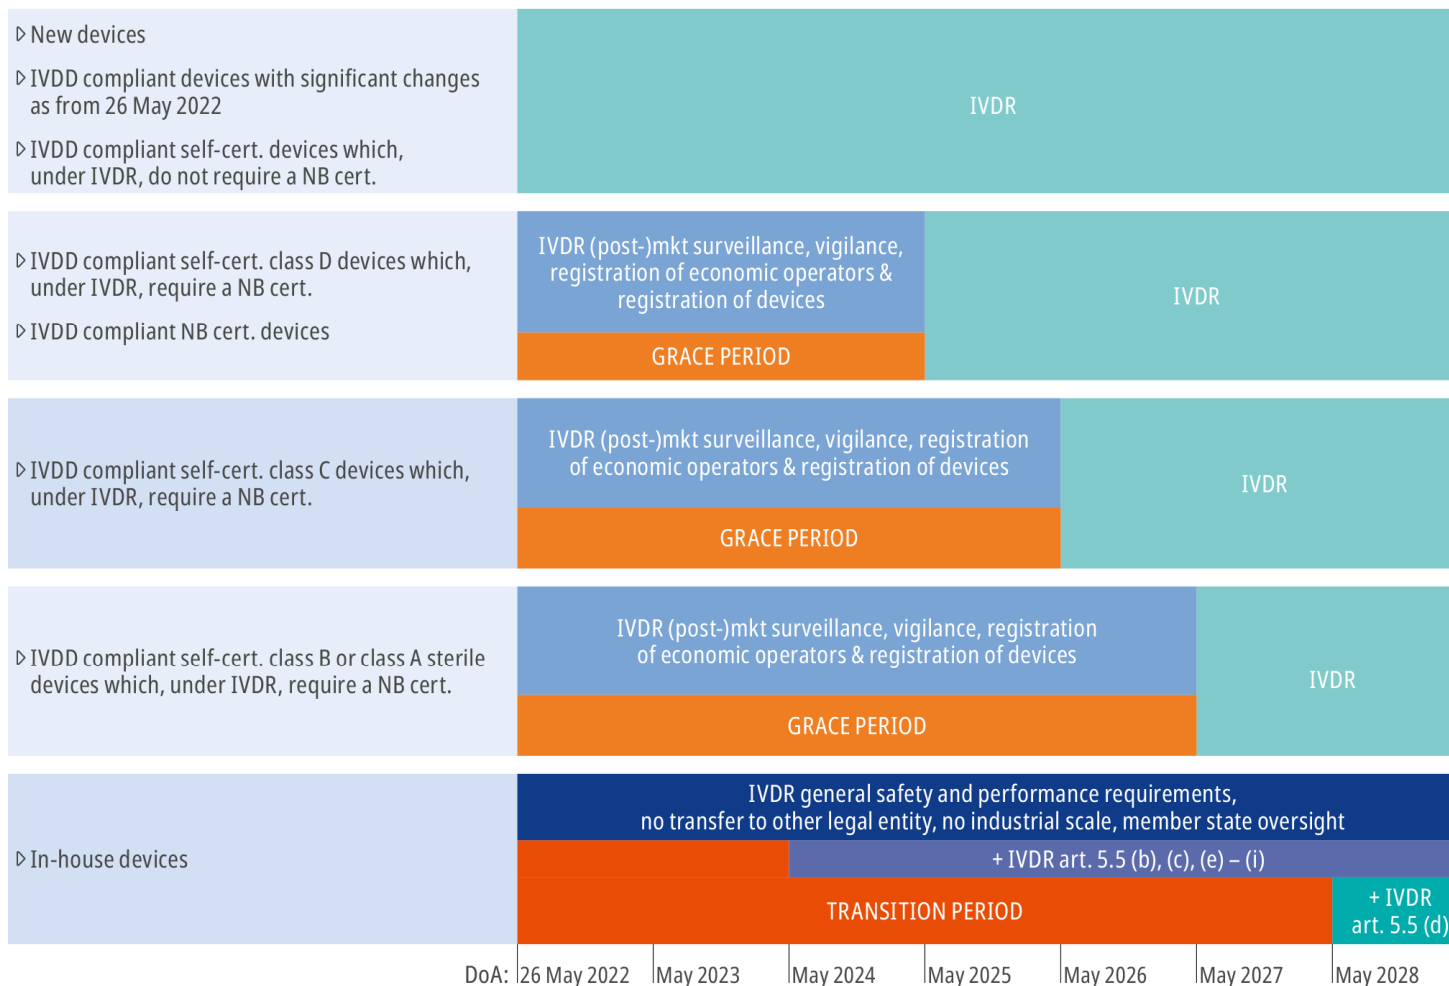 ▷ New devices
▷ IVDD compliant devices with significant changes
as from 26 May 2022
▷ IVDD compliant self-cert. devices which,
under IVDR, do not require a NB cert.
IVDR
▷ IVDD compliant self-cert. class D devices which,
under IVDR, require a NB cert.
▷ IVDD compliant NB cert. devices
IVDR (post-)mkt surveillance, vigilance,
registration of economic operators &
registration of devices
GRACE PERIOD
IVDR
▷ IVDD compliant self-cert. class C devices which,
under IVDR, require a NB cert.
IVDR (post-)mkt surveillance, vigilance, registration
of economic operators & registration of devices
GRACE PERIOD
IVDR
▷ IVDD compliant self-cert. class B or class A sterile
devices which, under IVDR, require a NB cert.
IVDR (post-)mkt surveillance, vigilance, registration
of economic operators & registration of devices
GRACE PERIOD
IVDR
▷ In-house devices
IVDR general safety and performance requirements,
no transfer to other legal entity, no industrial scale, member state oversight
+ IVDR art. 5.5 (b), (c), (e) – (i)
TRANSITION PERIOD
+ IVDR
art. 5.5 (d)
DoA: 26 May 2022 May 2023 May 2024 May 2025 May 2026 May 2027 May 2028